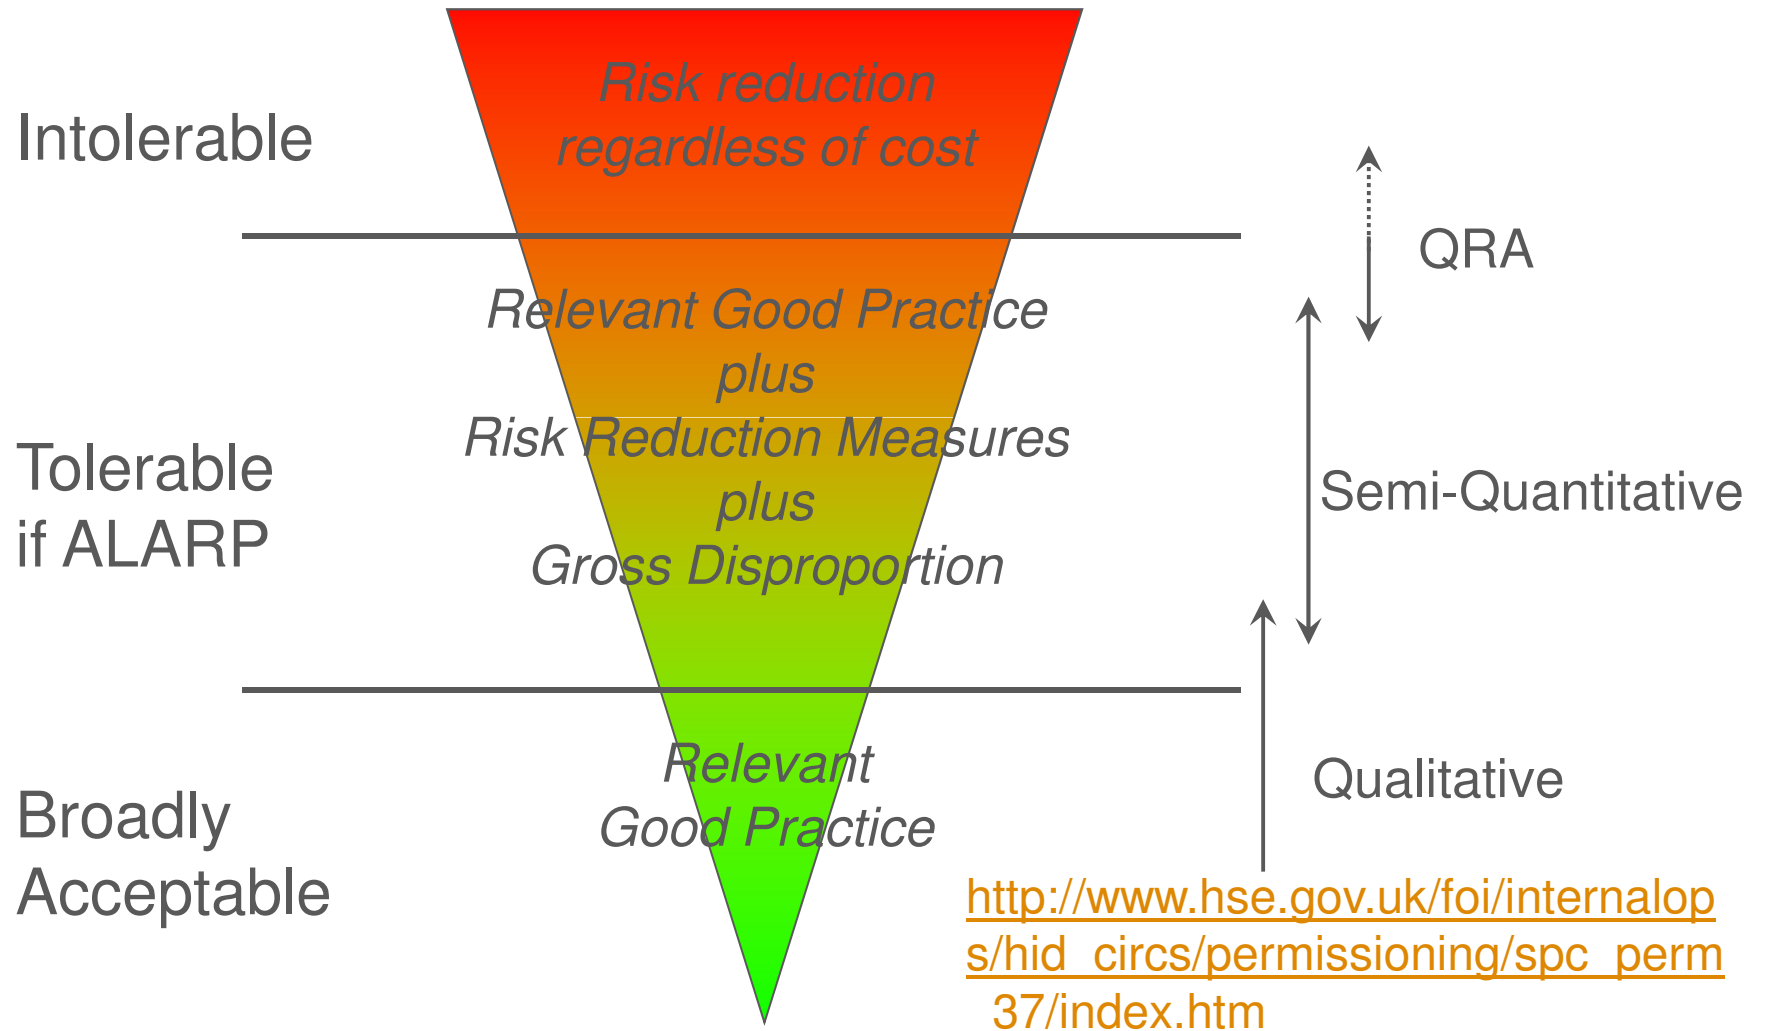 Intolerable
Risk reduction
regardless of cost
QRA
Relevant Good Practice
plus
Risk Reduction Measures
plus
Gross Disproportion
Tolerable
if ALARP
Semi-Quantitative
Relevant
Good Practice
Qualitative
Broadly
Acceptable
http://www.hse.gov.uk/foi/internalop
s/hid_circs/permissioning/spc_perm
_37/index.htm